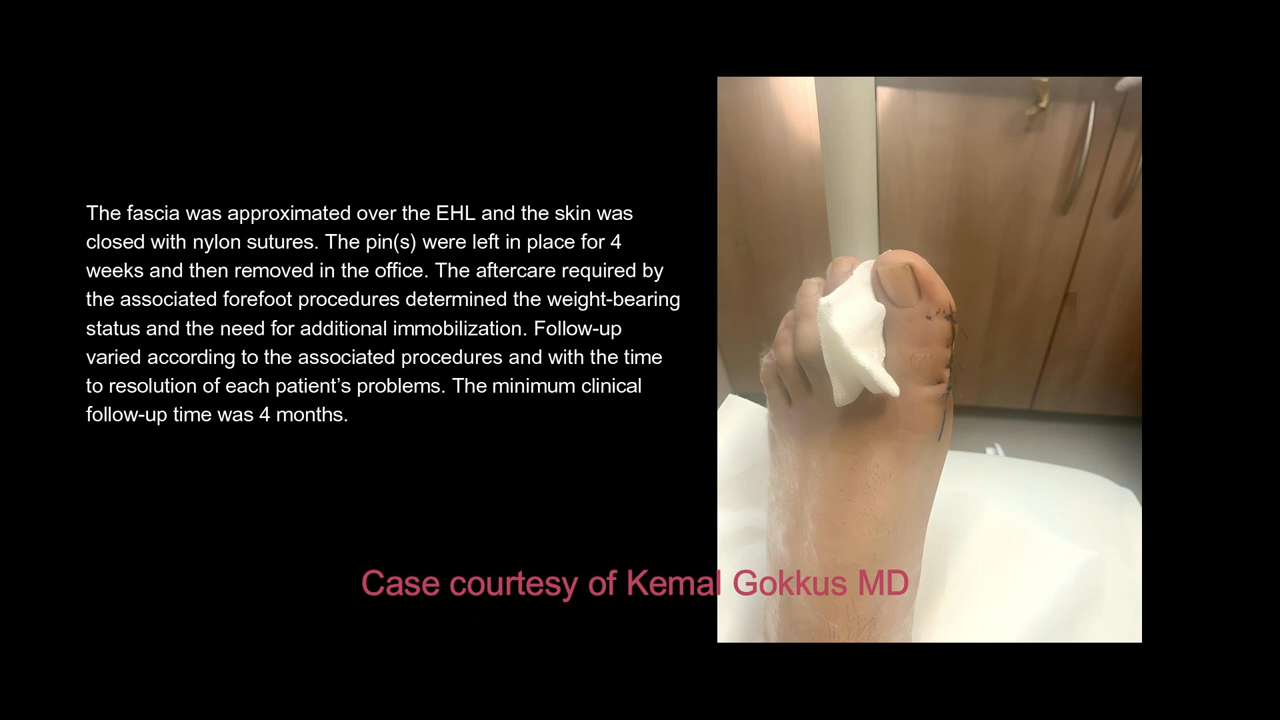 The fascia was approximated over the EHL and the skin was
closed with nylon sutures. The pin(s) were left in place for 4
weeks and then removed in the office. The aftercare required by
the associated forefoot procedures determined the weight-bearing
status and the need for additional immobilization. Follow-up
varied according to the associated procedures and with the time
to resolution of each patient’s problems. The minimum clinical
follow-up time was 4 months.
Case courtesy of Kemal Gokkus MD